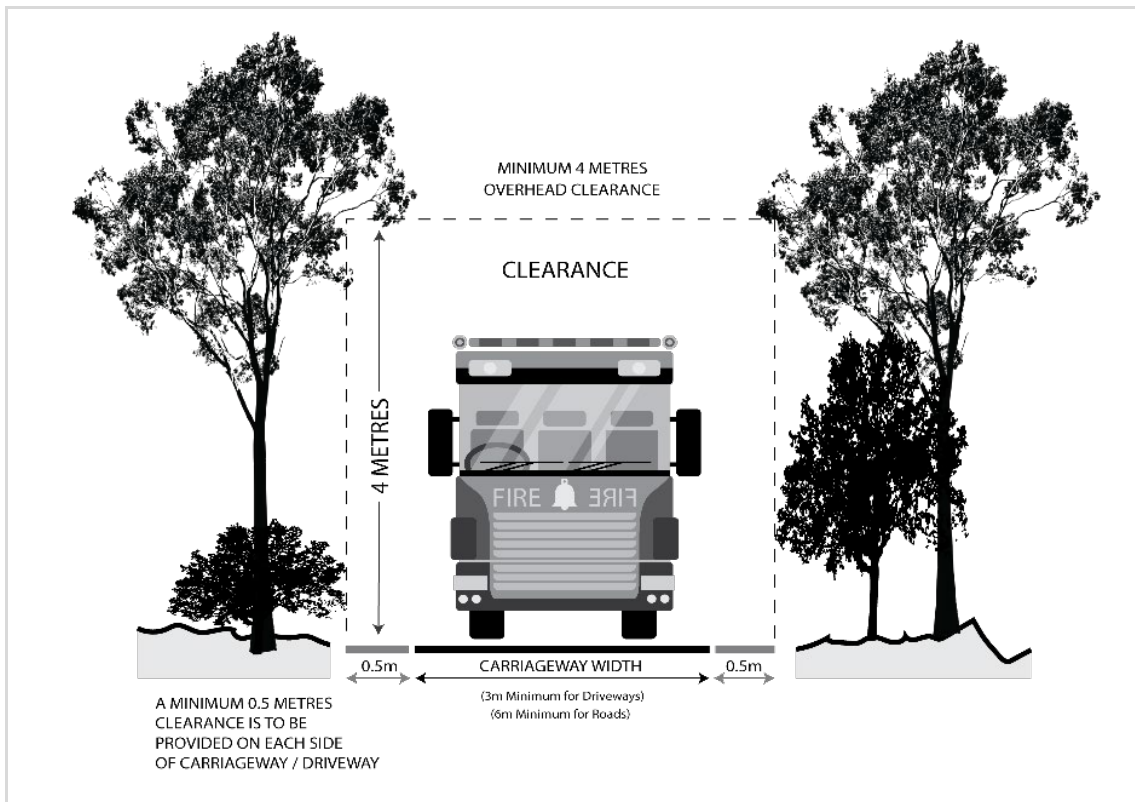 MINIMUM 4 METRES
OVERHEAD CLEARANCE
CLEARANCE
4 METRES
FIRE FIRE
0.5m
CARRIAGEWAY WIDTH
0.5m
(3m Minimum for Driveways)
(6m Minimum for Roads)
A MINIMUM 0.5 METRES
CLEARANCE IS TO BE
PROVIDED ON EACH SIDE
OF CARRIAGEWAY / DRIVEWAY